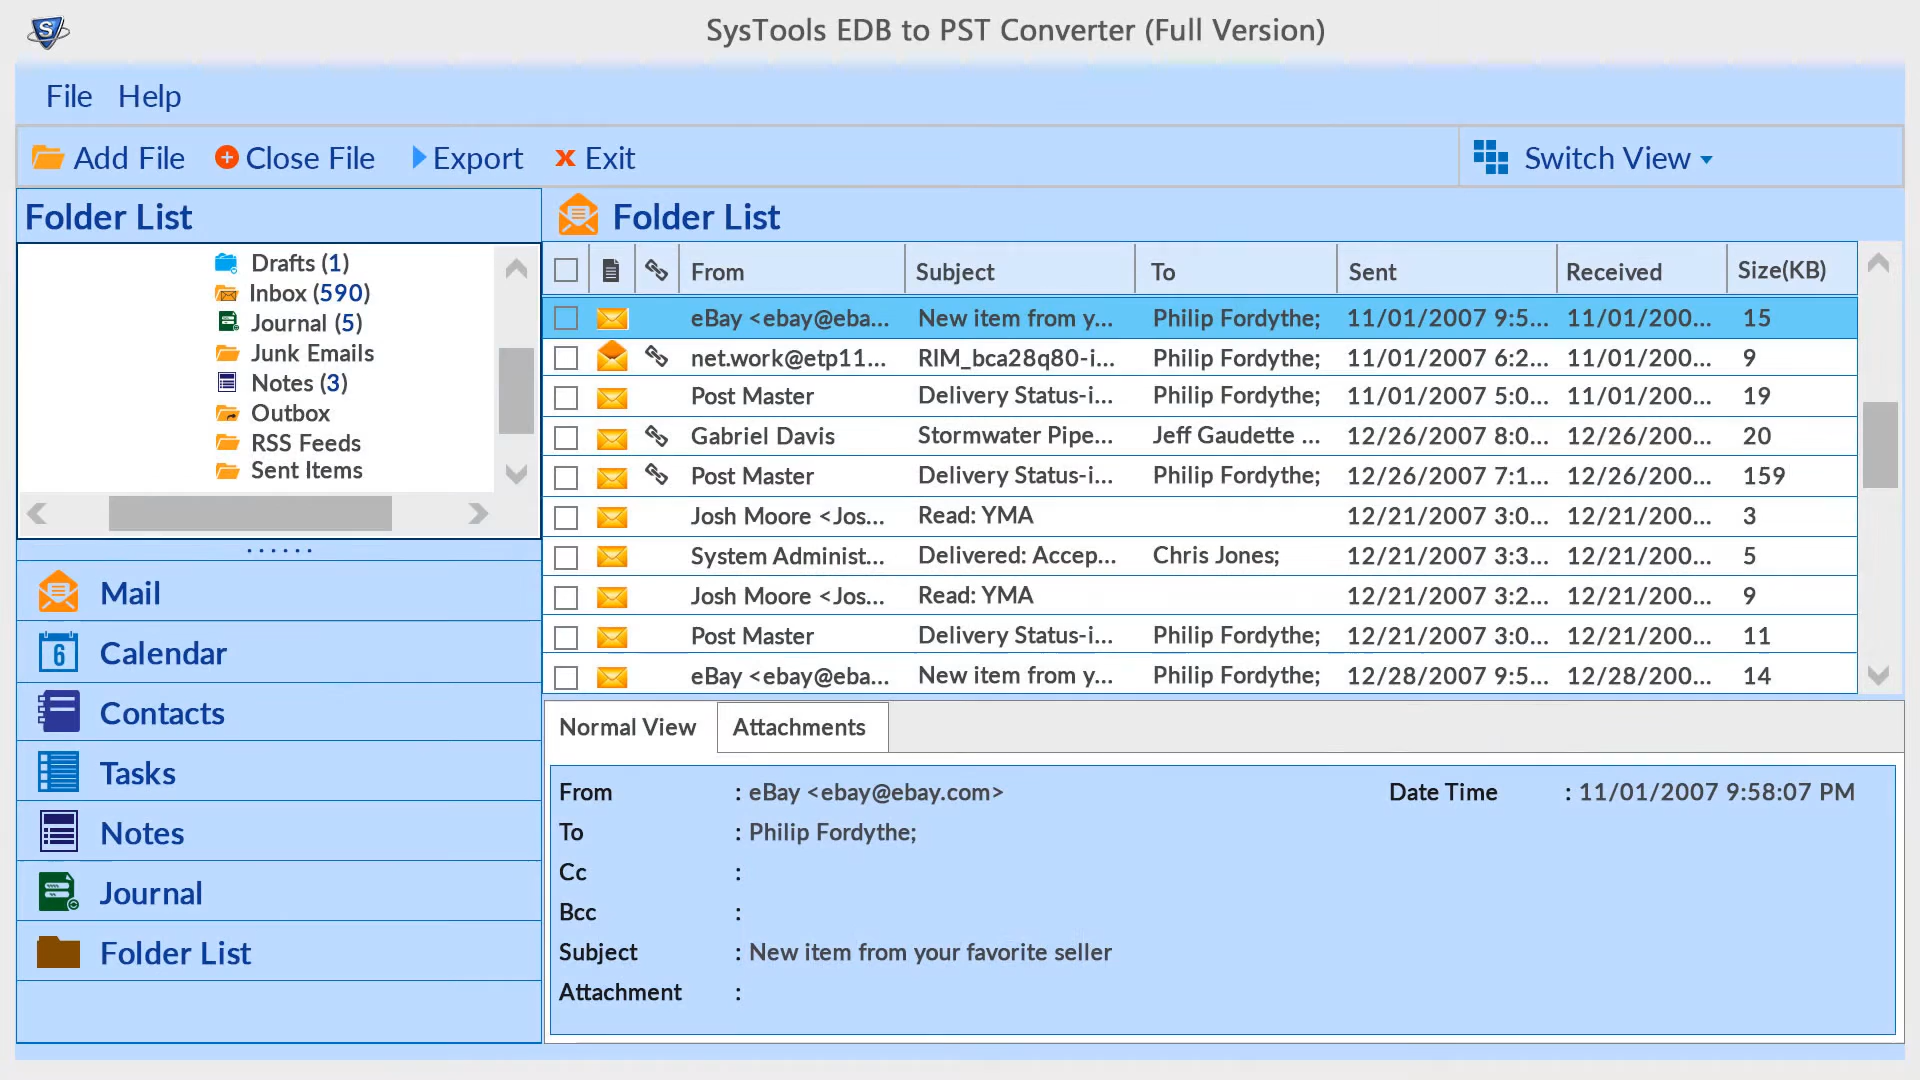 SysTools EDB to PST Converter (Full Version)
File Help
Add File Close File Export Exit Switch View
Folder List
Drafts (1)
Inbox (590)
Journal (5)
Junk Emails
Notes (3)
Outbox
RSS Feeds
Sent Items
Mail
6 Calendar
Contacts
Tasks
Notes
Journal
Folder List
Folder List
From Subject To Sent Received Size(KB)
eBay <ebay@eba... New item from y... Philip Fordythe; 11/01/2007 9:5... 11/01/200... 15
net.work@etp11... RIM_bca28q80-i... Philip Fordythe; 11/01/2007 6:2... 11/01/200... 9
Post Master Delivery Status-i... Philip Fordythe; 11/01/2007 5:0... 11/01/200... 19
Gabriel Davis Stormwater Pipe... Jeff Gaudette ... 12/26/2007 8:0... 12/26/200... 20
Post Master Delivery Status-i... Philip Fordythe; 12/26/2007 7:1... 12/26/200... 159
Josh Moore <Jos... Read: YMA 12/21/2007 3:0... 12/21/200... 3
System Administ... Delivered: Accep... Chris Jones; 12/21/2007 3:3... 12/21/200... 5
Josh Moore <Jos... Read: YMA 12/21/2007 3:2... 12/21/200... 9
Post Master Delivery Status-i... Philip Fordythe; 12/21/2007 3:0... 12/21/200... 11
eBay <ebay@eba... New item from y... Philip Fordythe; 12/28/2007 9:5... 12/28/200... 14
Normal View Attachments
From : eBay <ebay@ebay.com> Date Time : 11/01/2007 9:58:07 PM
To : Philip Fordythe;
Cc :
Bcc :
Subject : New item from your favorite seller
Attachment :